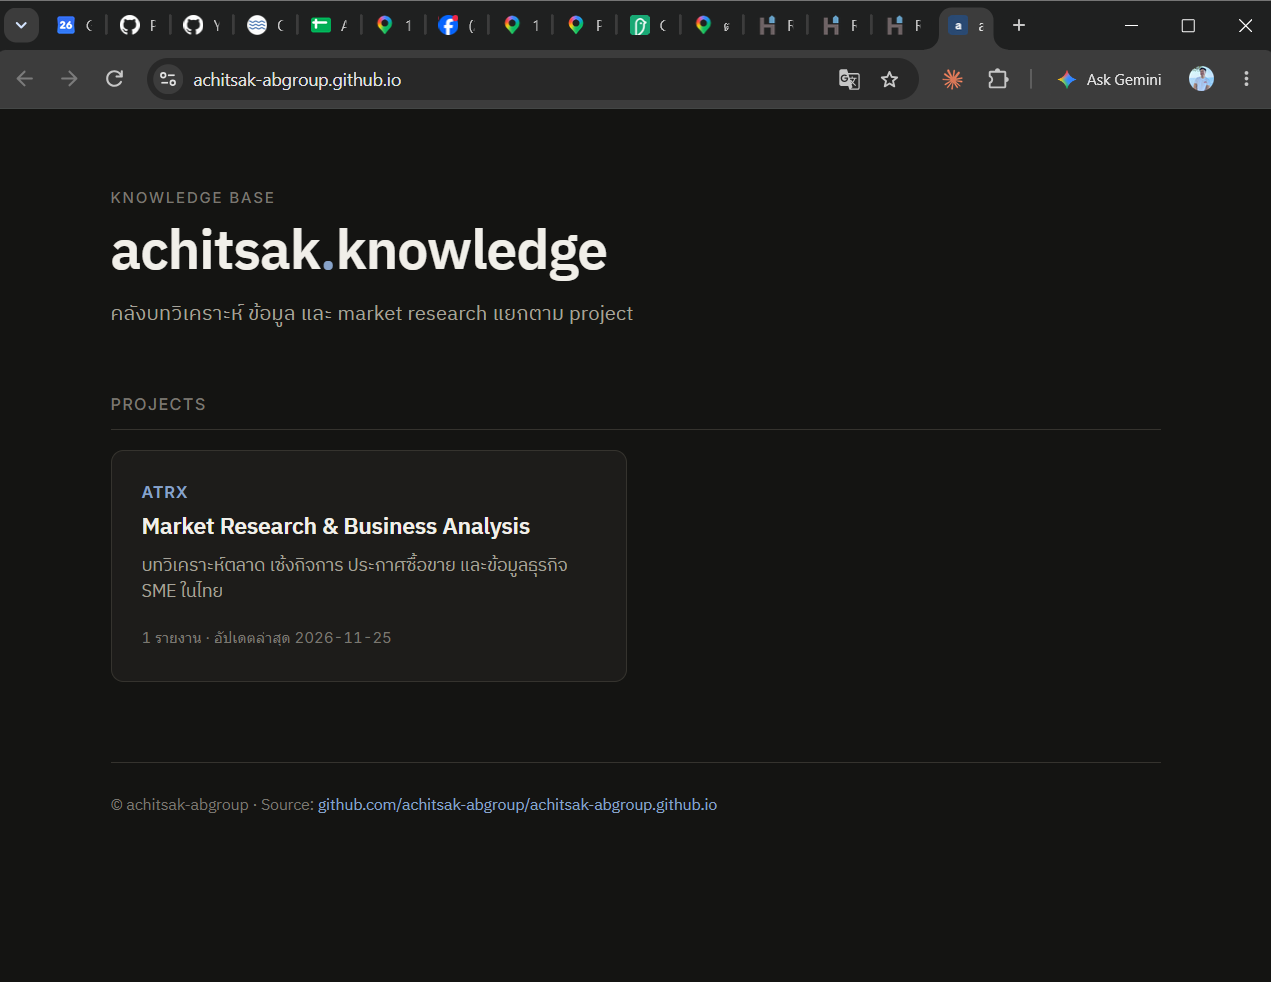 26
achitsak-abgroup.github.io
Ask Gemini
KNOWLEDGE BASE
achitsak.knowledge
คลังบทวิเคราะห์ ข้อมูล และ market research แยกตาม project
PROJECTS
ATRX
Market Research & Business Analysis
บทวิเคราะห์ตลาด เซ้งกิจการ ประกาศซื้อขาย และข้อมูลธุรกิจ
SME ในไทย
1 รายงาน · อัปเดตล่าสุด 2026-11-25
© achitsak-abgroup · Source: github.com/achitsak-abgroup/achitsak-abgroup.github.io